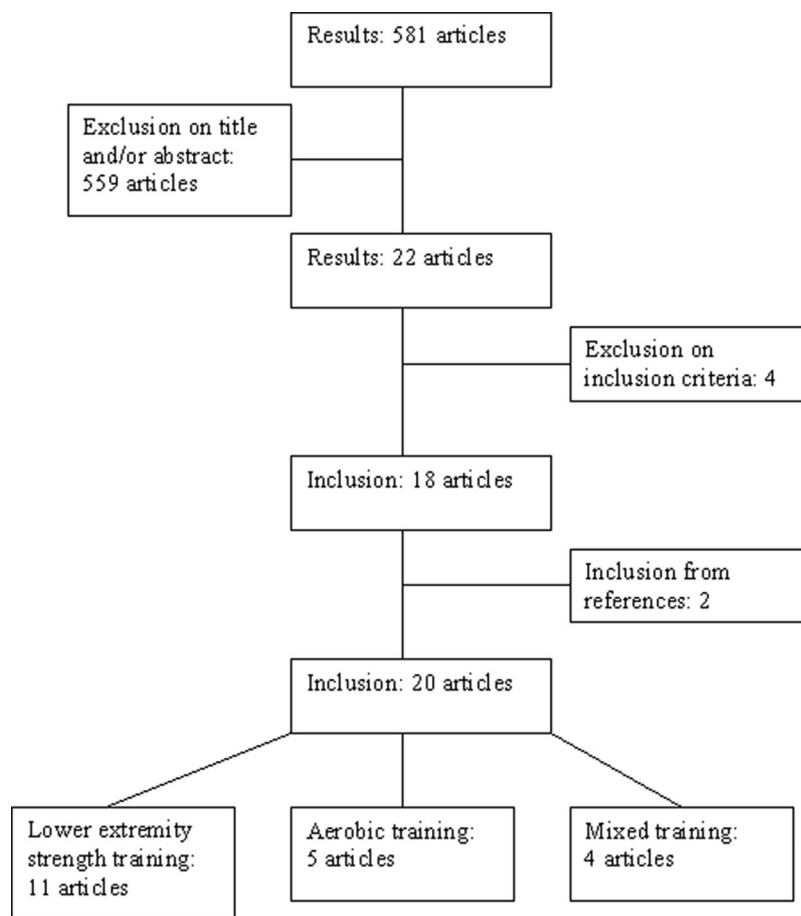 Results: 581 articles
Exclusion on title
and/or abstract:
559 articles
Results: 22 articles
Exclusion on
inclusion criteria: 4
Inclusion: 18 articles
Inclusion from
references: 2
Inclusion: 20 articles
Lower extremity
strength training:
11 articles
Aerobic training:
5 articles
Mixed training:
4 articles